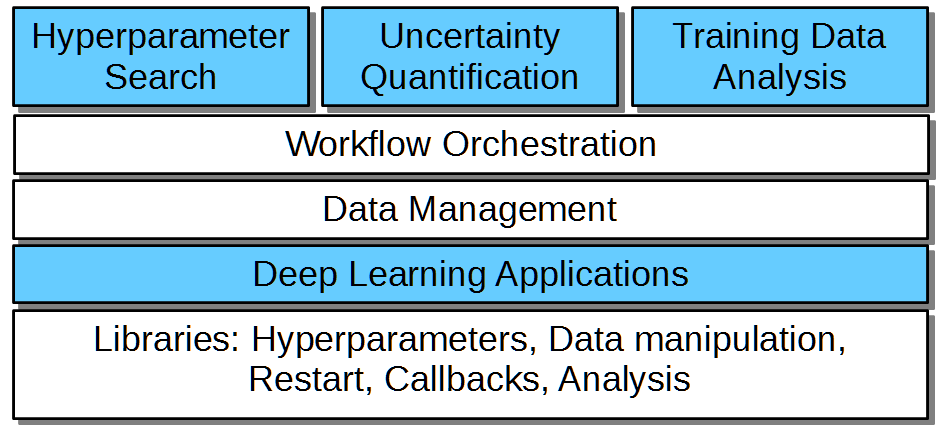 Hyperparameter
Search
Uncertainty
Quantification
Training Data
Analysis
Workflow Orchestration
Data Management
Deep Learning Applications
Libraries: Hyperparameters, Data manipulation,
Restart, Callbacks, Analysis